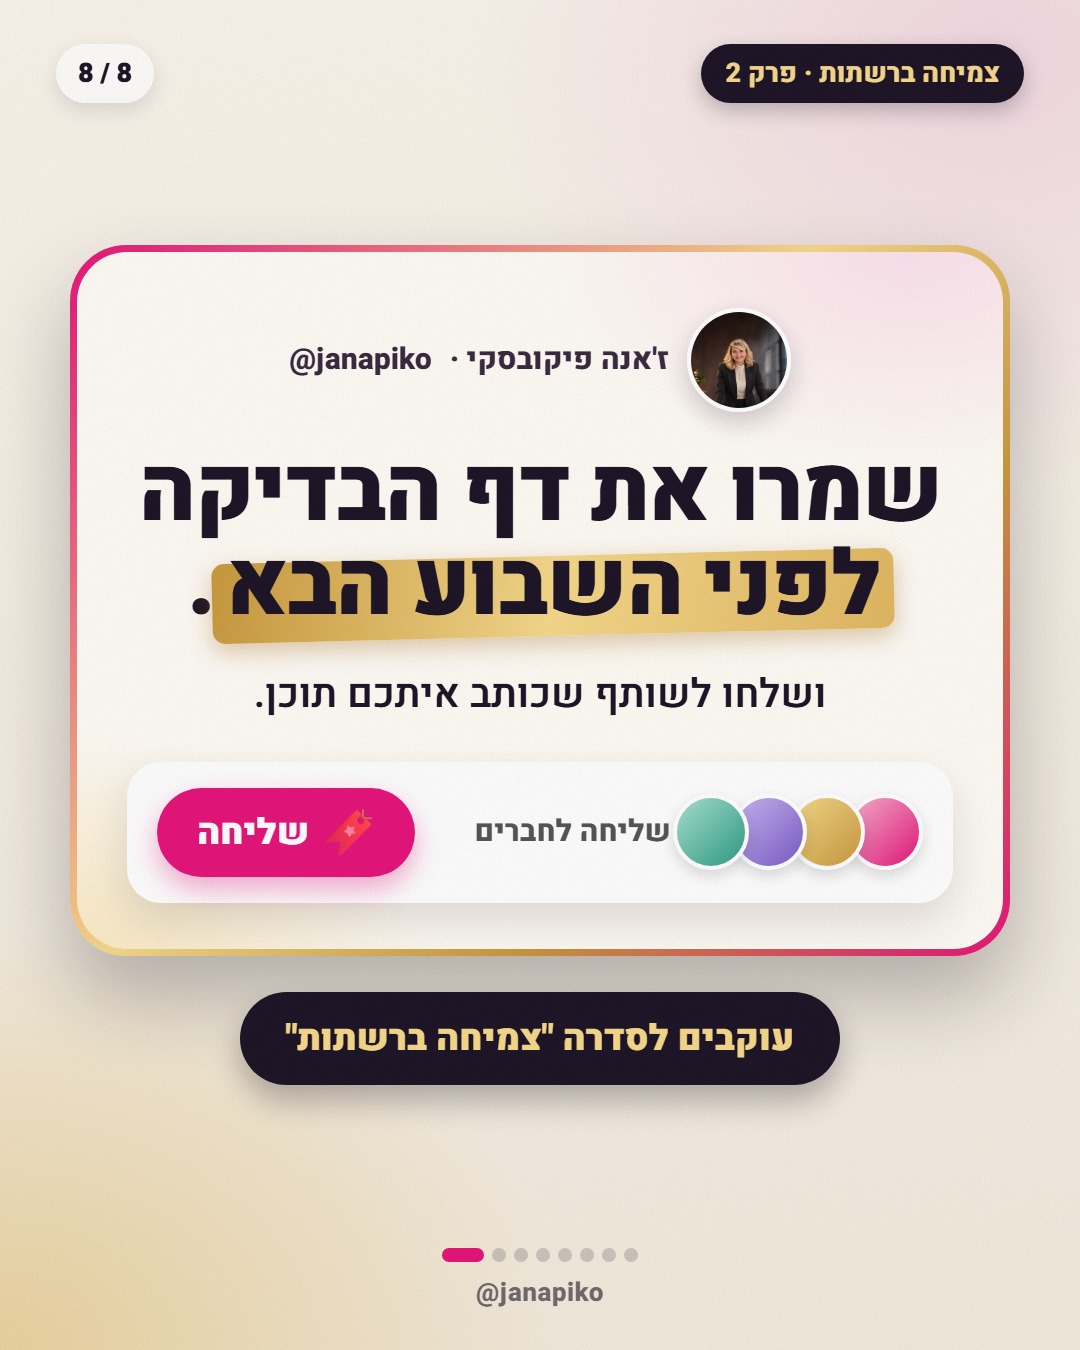 צמיחה ברשתות · פרק 2
8 / 8
ז'אנה פיקובסקי · @janapiko
שמרו את דף הבדיקה
לפני השבוע הבא.
ושלחו לשותף שכותב איתכם תוכן.
שליחה לחברים
שליחה
עוקבים לסדרה "צמיחה ברשתות"
@janapiko